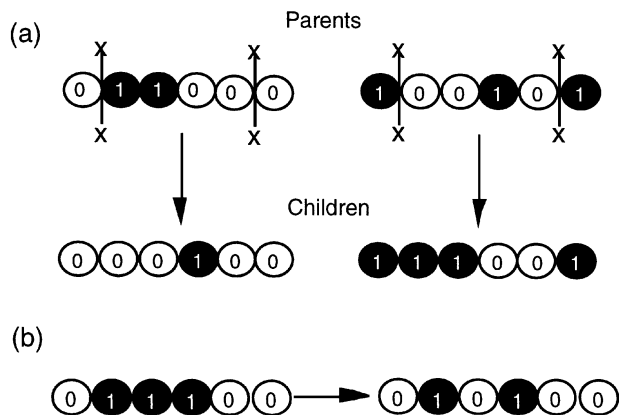 Parents
(a)
X X X X
0 1 1 0 0 0 1 0 0 1 0 1
X X X X
Children
0 0 0 1 0 0 1 1 1 0 0 1
(b)
0 1 1 1 0 0 0 1 0 1 0 0